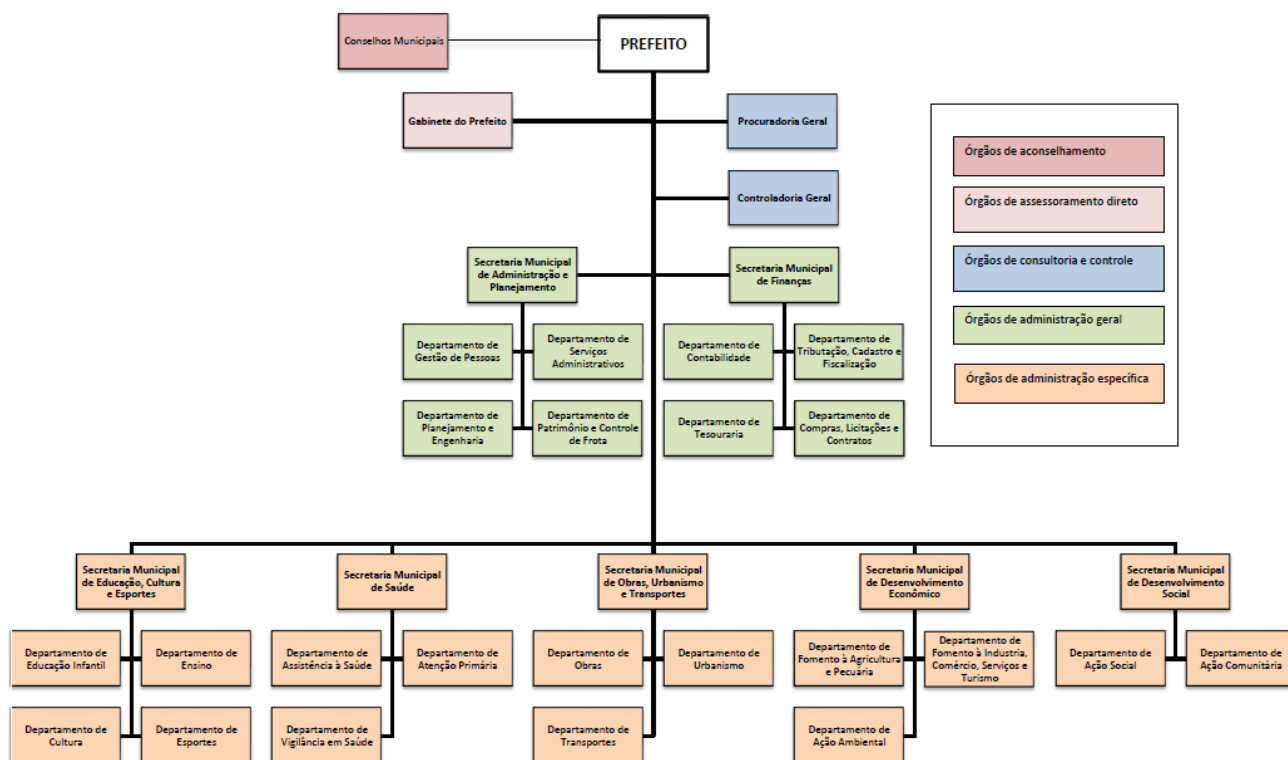 Conselhos Municipais
PREFEITO
Gabinete do Prefeito
Procuradoria Geral
Controladoria Geral
Órgãos de aconselhamento
Órgãos de assessoramento direto
Órgãos de consultoria e controle
Órgãos de administração geral
Órgãos de administração específica
Secretaria Municipal
de Administração e
Planejamento
Secretaria Municipal
de Finanças
Departamento de
Gestão de Pessoas
Departamento de
Serviços
Administrativos
Departamento de
Contabilidade
Departamento de
Tributação, Cadastro e
Fiscalização
Departamento de
Planejamento e
Engenharia
Departamento de
Patrimônio e Controle
de Frota
Departamento de
Tesouraria
Departamento de
Compras, Licitações e
Contratos
Secretaria Municipal
de Educação, Cultura
e Esportes
Secretaria Municipal
de Saúde
Secretaria Municipal
de Obras, Urbanismo
e Transportes
Secretaria Municipal
de Desenvolvimento
Econômico
Secretaria Municipal
de Desenvolvimento
Social
Departamento de
Educação Infantil
Departamento de
Ensino
Departamento de
Assistência à Saúde
Departamento de
Atenção Primária
Departamento de
Obras
Departamento de
Urbanismo
Departamento de
Fomento à Agricultura
e Pecuária
Departamento de
Fomento à Industria,
Comércio, Serviços e
Turismo
Departamento de
Ação Social
Departamento de
Ação Comunitária
Departamento de
Cultura
Departamento de
Esportes
Departamento de
Vigilância em Saúde
Departamento de
Transportes
Departamento de
Ação Ambiental